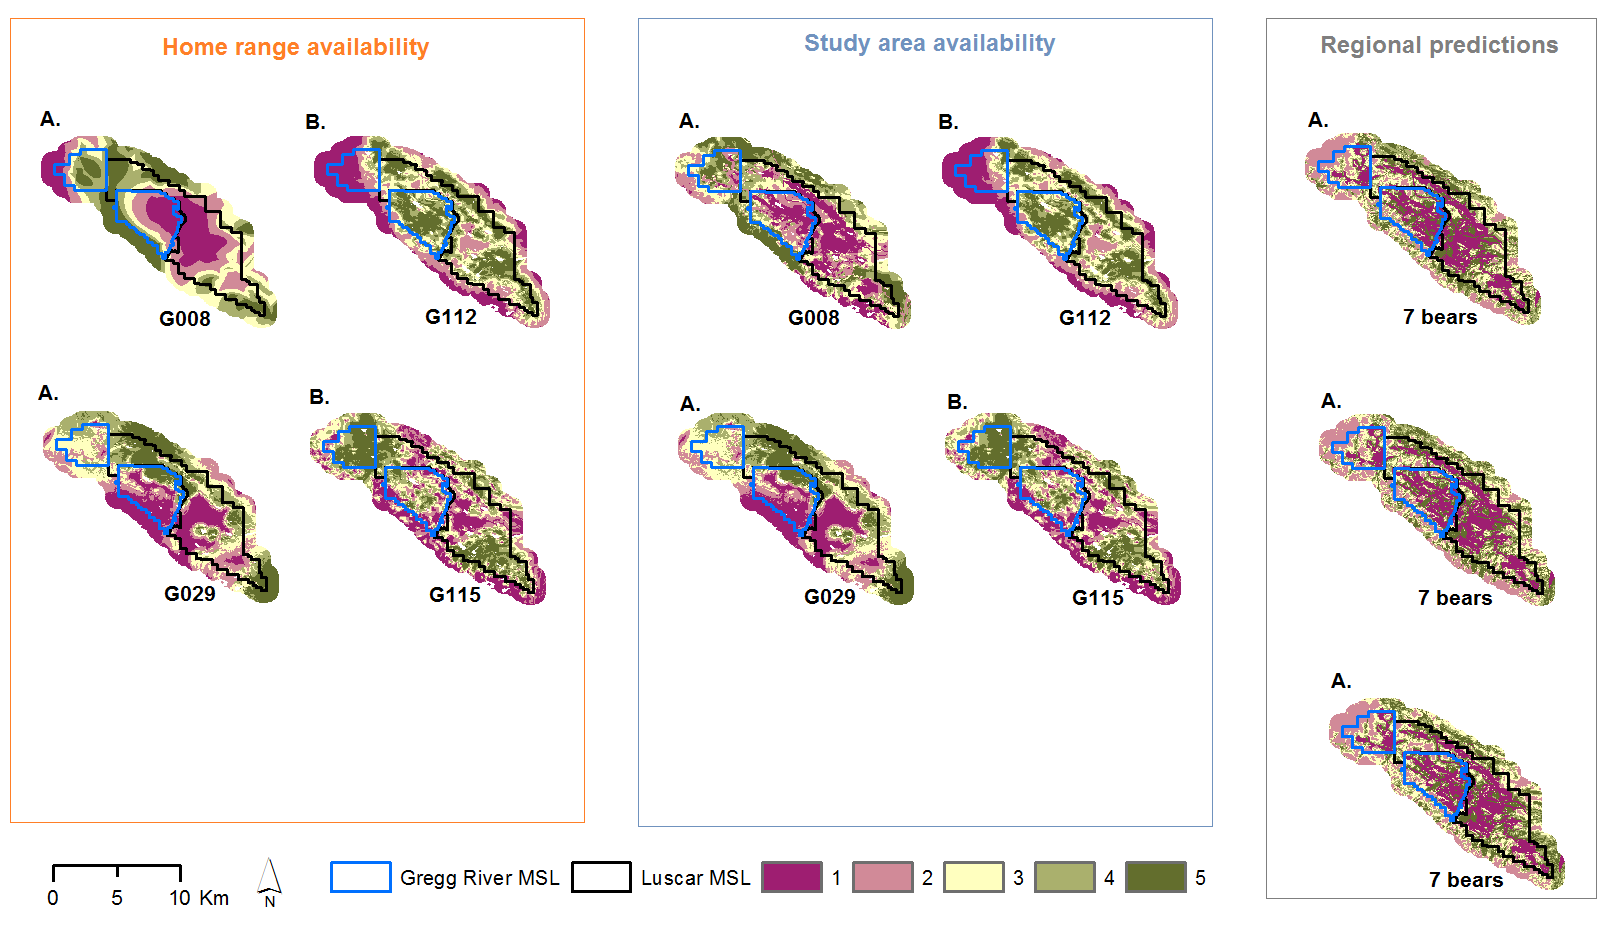 Home range availability
A.
B.
G008
G112
A.
B.
G029
G115
Study area availability
A.
B.
G008
G112
A.
B.
G029
G115
Regional predictions
A.
7 bears
A.
7 bears
A.
7 bears
0 5 10 Km
N
Gregg River MSL Luscar MSL 1 2 3 4 5